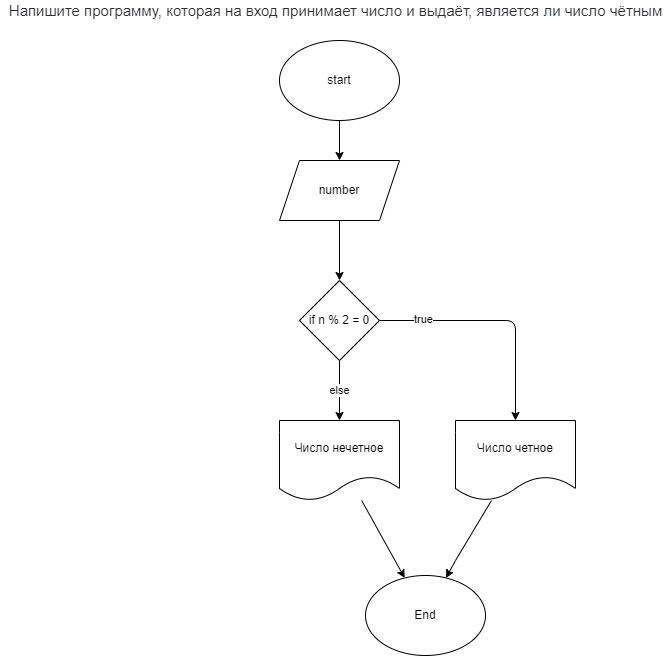 Напишите программу, которая на вход принимает число и выдаёт, является ли число чётным
start
number
if n % 2 = 0
true
else
Число нечетное
Число четное
End